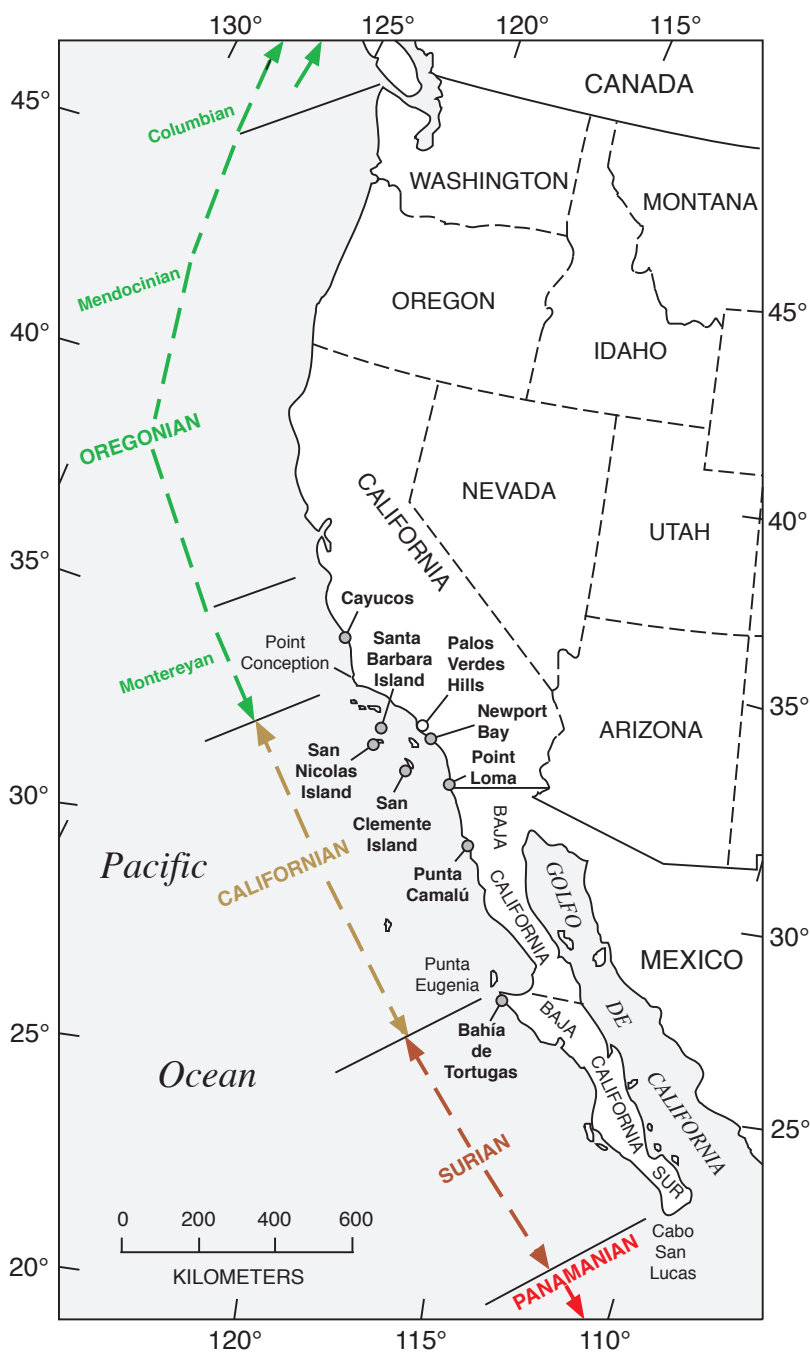 130°
125°
120°
115°
CANADA
45°
Columbian
WASHINGTON
MONTANA
Mendocinian
OREGON
45°
40°
IDAHO
OREGONIAN
NEVADA
CALIFORNIA
UTAH
40°
35°
Cayucos
Point
Conception
Santa
Barbara
Island
Palos
Verdes
Hills
Montereyan
Newport
Bay
ARIZONA
35°
San
Nicolas
Island
Point
Loma
San
Clemente
Island
30°
BAJA
CALIFORNIA
Pacific
CALIFORNIAN
Punta
Camalú
GOLFO
DE
CALIFORNIA
30°
MEXICO
Punta
Eugenia
25°
Ocean
Bahía
de
Tortugas
BAJA
CALIFORNIA
SUR
25°
SURIAN
0
200
400
600
KILOMETERS
20°
PANAMANIAN
Cabo
San
Lucas
120°
115°
110°